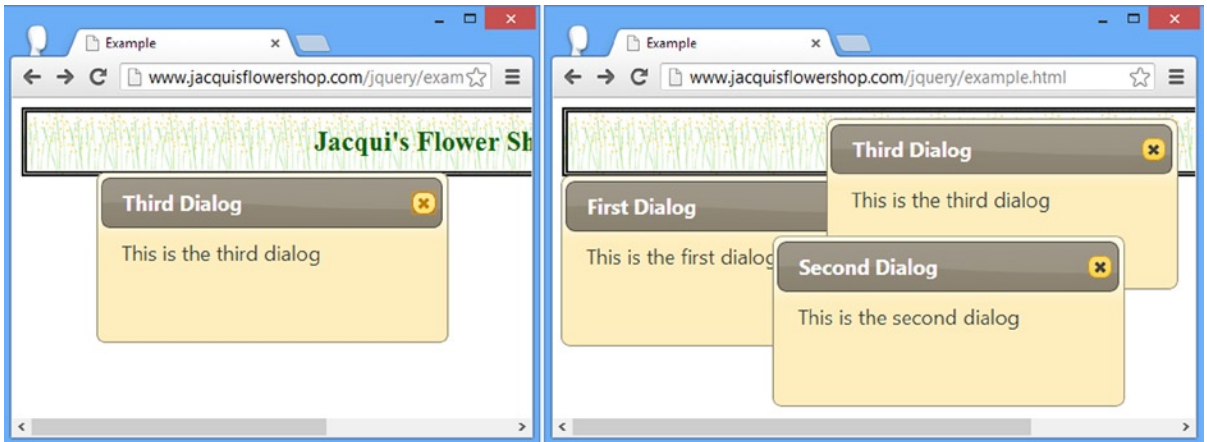 Example
www.jacquisflowershop.com/jquery/exam
Jacqui's Flower Sh
Third Dialog
This is the third dialog
Example
www.jacquisflowershop.com/jquery/example.html
Third Dialog
This is the third dialog
First Dialog
This is the first dialog
Second Dialog
This is the second dialog